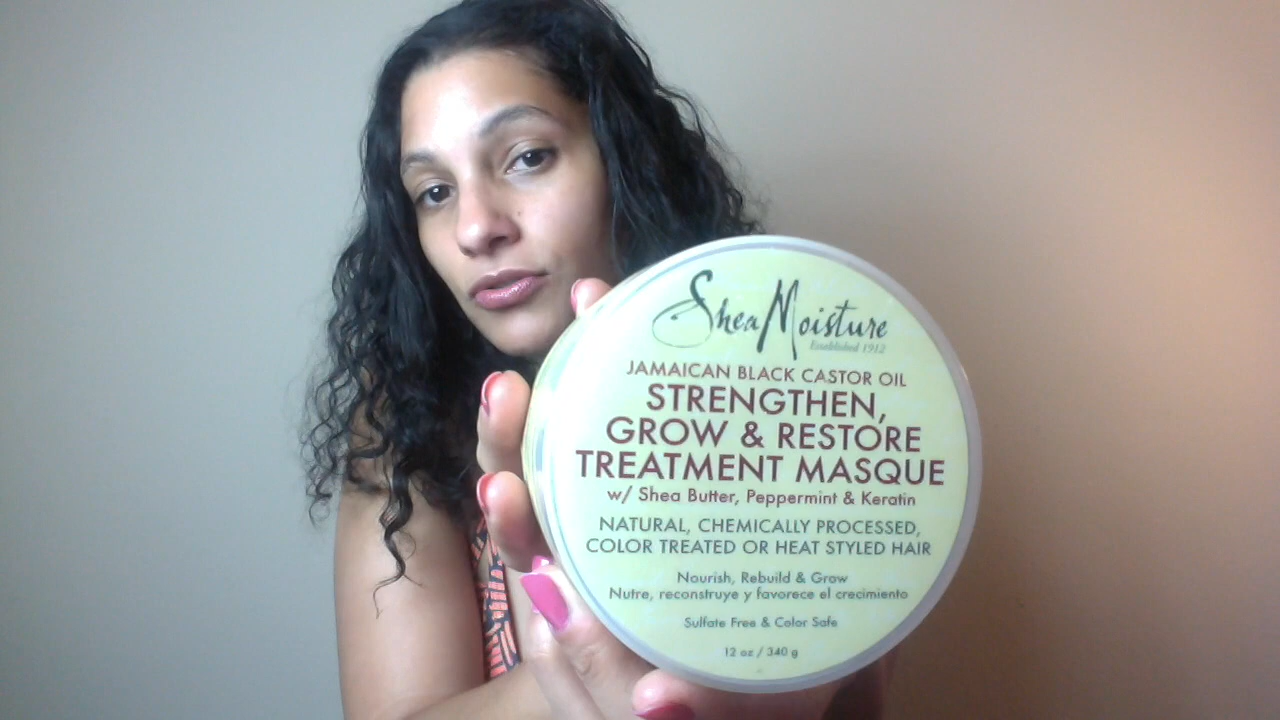 SheaMoisture
Established 1912
JAMAICAN BLACK CASTOR OIL
STRENGTHEN,
GROW & RESTORE
TREATMENT MASQUE
w/ Shea Butter, Peppermint & Keratin
NATURAL, CHEMICALLY PROCESSED,
COLOR TREATED OR HEAT STYLED HAIR
Nourish, Rebuild & Grow
Nutre, reconstruye y favorece el crecimiento
Sulfate Free & Color Safe
12 oz / 340 g